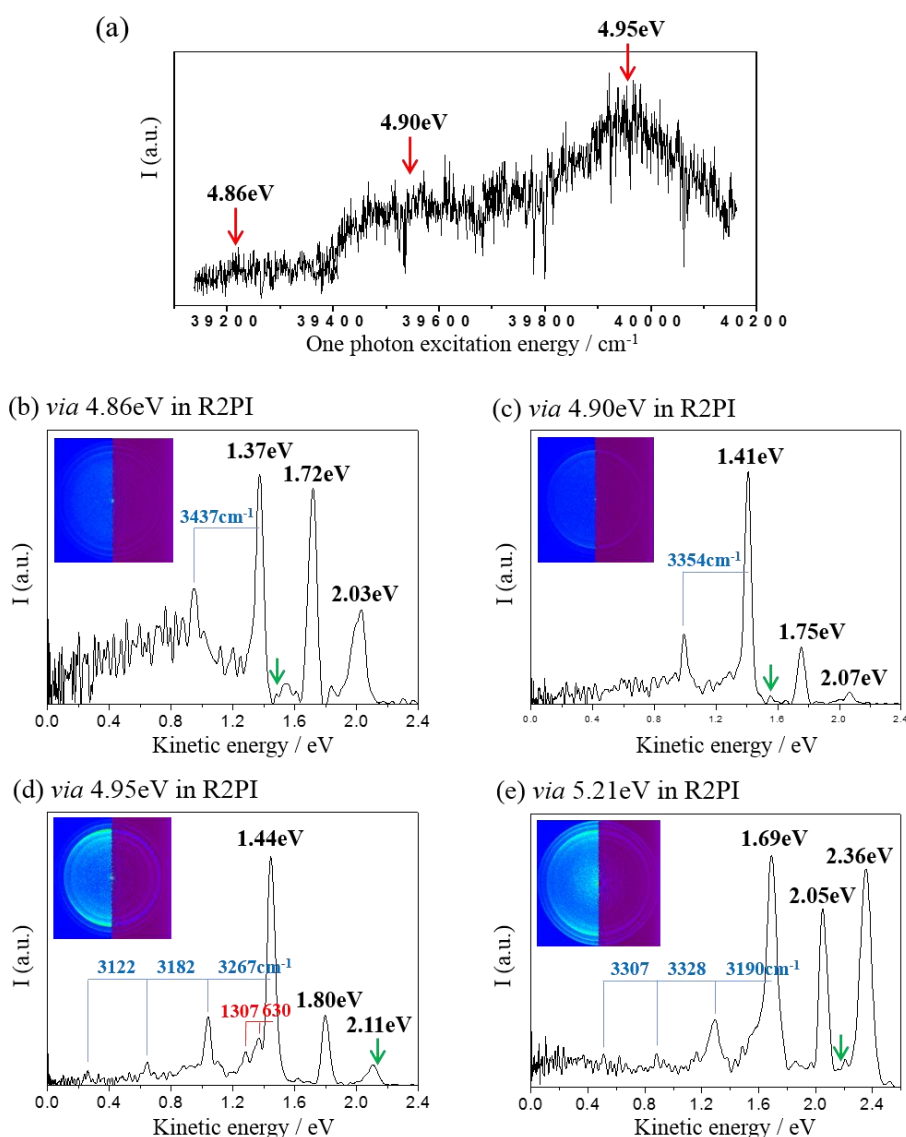 (a)
I (a.u.)
4.86eV
4.90eV
4.95eV
39200 39400 39600 39800 40000 40200
One photon excitation energy / cm-1
(b) via 4.86eV in R2PI
I (a.u.)
3437cm-1
1.37eV
1.72eV
2.03eV
0.0 0.4 0.8 1.2 1.6 2.0 2.4
Kinetic energy / eV
(c) via 4.90eV in R2PI
I (a.u.)
3354cm-1
1.41eV
1.75eV
2.07eV
0.0 0.4 0.8 1.2 1.6 2.0 2.4
Kinetic energy / eV
(d) via 4.95eV in R2PI
I (a.u.)
1.44eV
3122 3182 3267cm-1
1307 630
1.80eV
2.11eV
0.0 0.4 0.8 1.2 1.6 2.0 2.4
Kinetic energy / eV
(e) via 5.21eV in R2PI
I (a.u.)
1.69eV
2.05eV
2.36eV
3307 3328 3190cm-1
0.0 0.4 0.8 1.2 1.6 2.0 2.4
Kinetic energy / eV